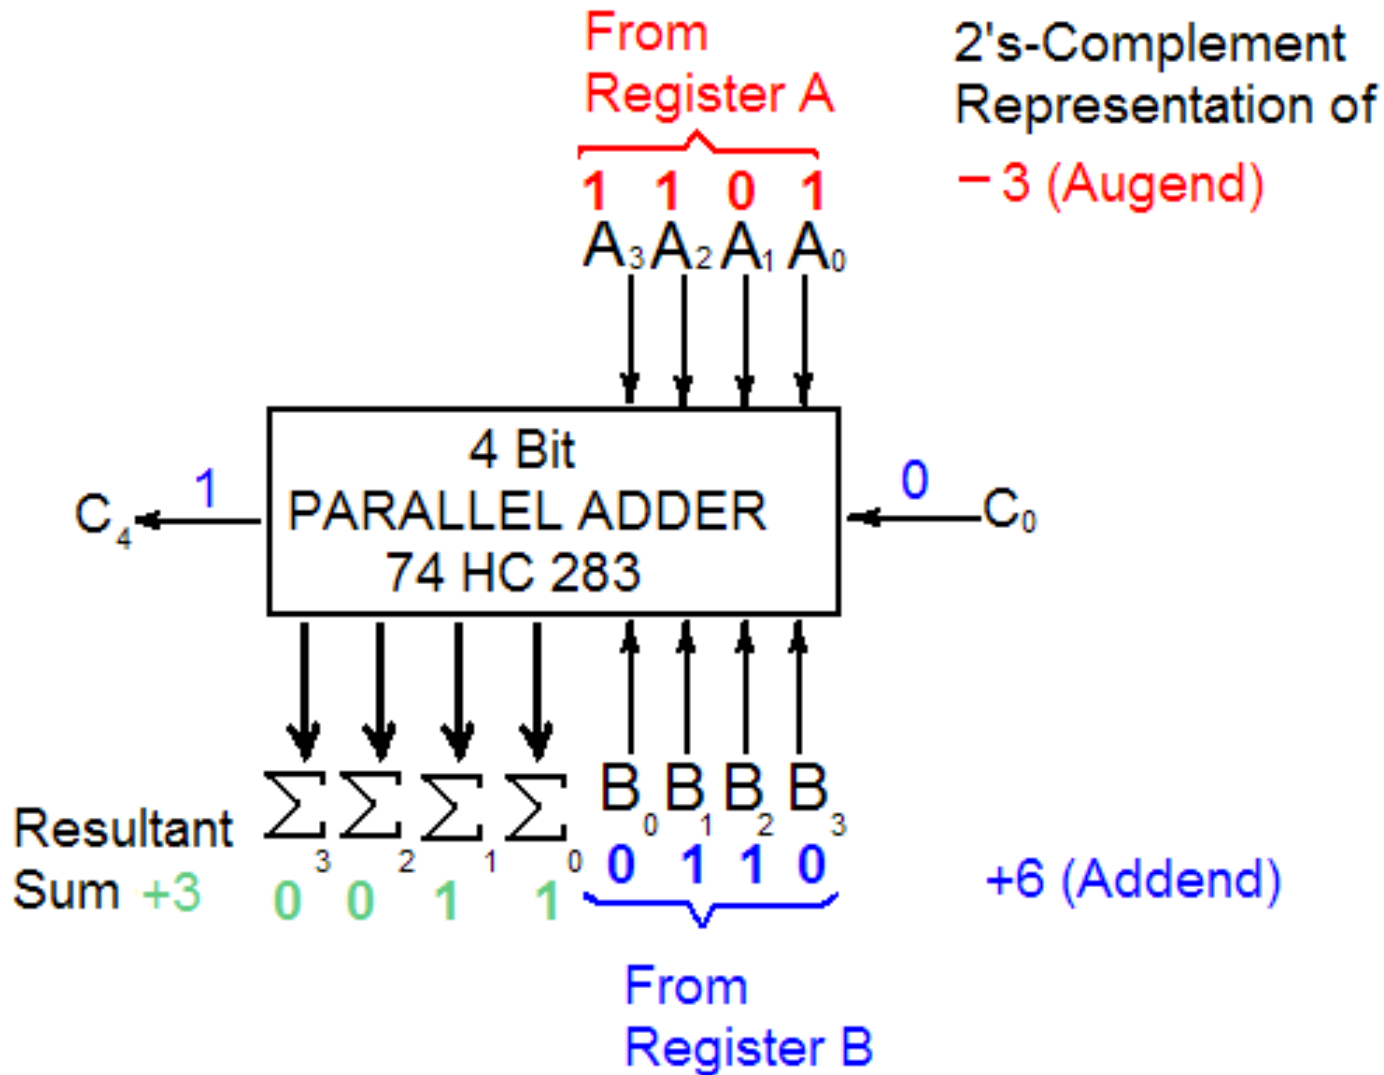 From
Register A
2's-Complement
Representation of
1 1 0 1
− 3 (Augend)
A₃ A₂ A₁ A₀
4 Bit
C₄ 1 PARALLEL ADDER 0 C₀
74 HC 283
Σ₃ Σ₂ Σ₁ Σ₀ B₀ B₁ B₂ B₃
Resultant
Sum +3 0 0 1 1
0 1 1 0
+6 (Addend)
From
Register B